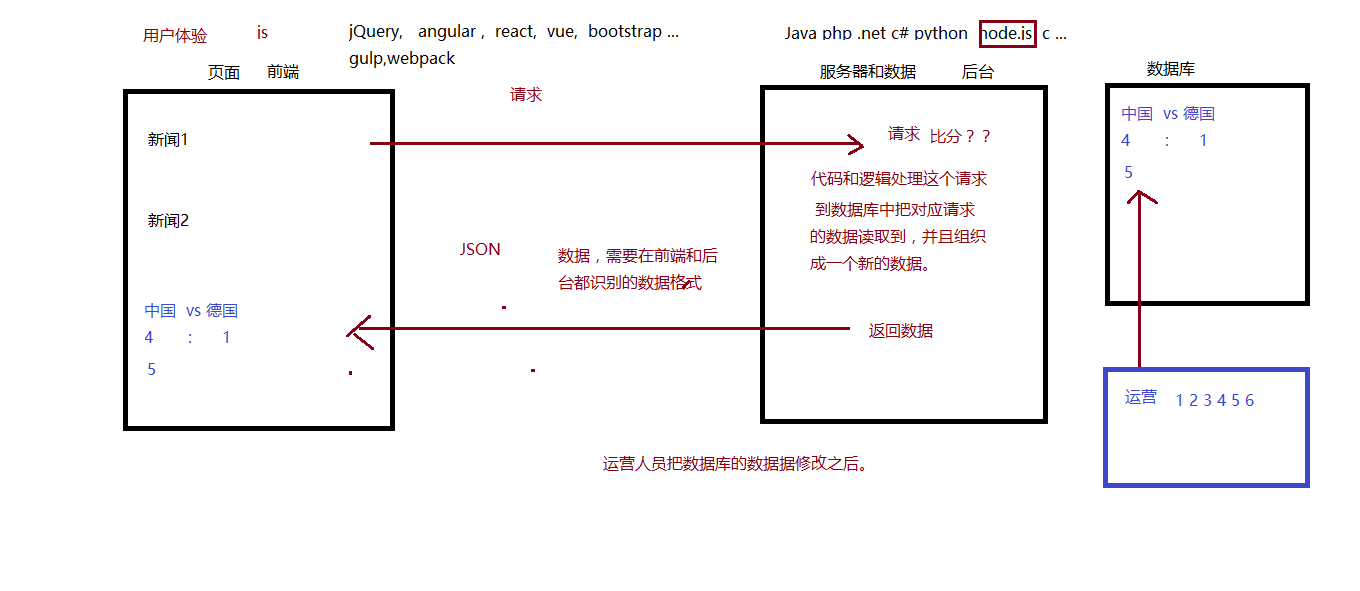 用户体验 js jQuery, angular , react, vue, bootstrap ...
gulp,webpack
Java php .net c# python node.js c ...
页面 前端
服务器和数据 后台
数据库
请求
新闻1
新闻2
中国 vs 德国
4 : 1
5
JSON
数据，需要在前端和后
台都识别的数据格式
请求 比分？？
代码和逻辑处理这个请求
到数据库中把对应请求
的数据读取到，并且组织
成一个新的数据。
返回数据
中国 vs 德国
4 : 1
5
运营 1 2 3 4 5 6
运营人员把数据库的数据据修改之后。